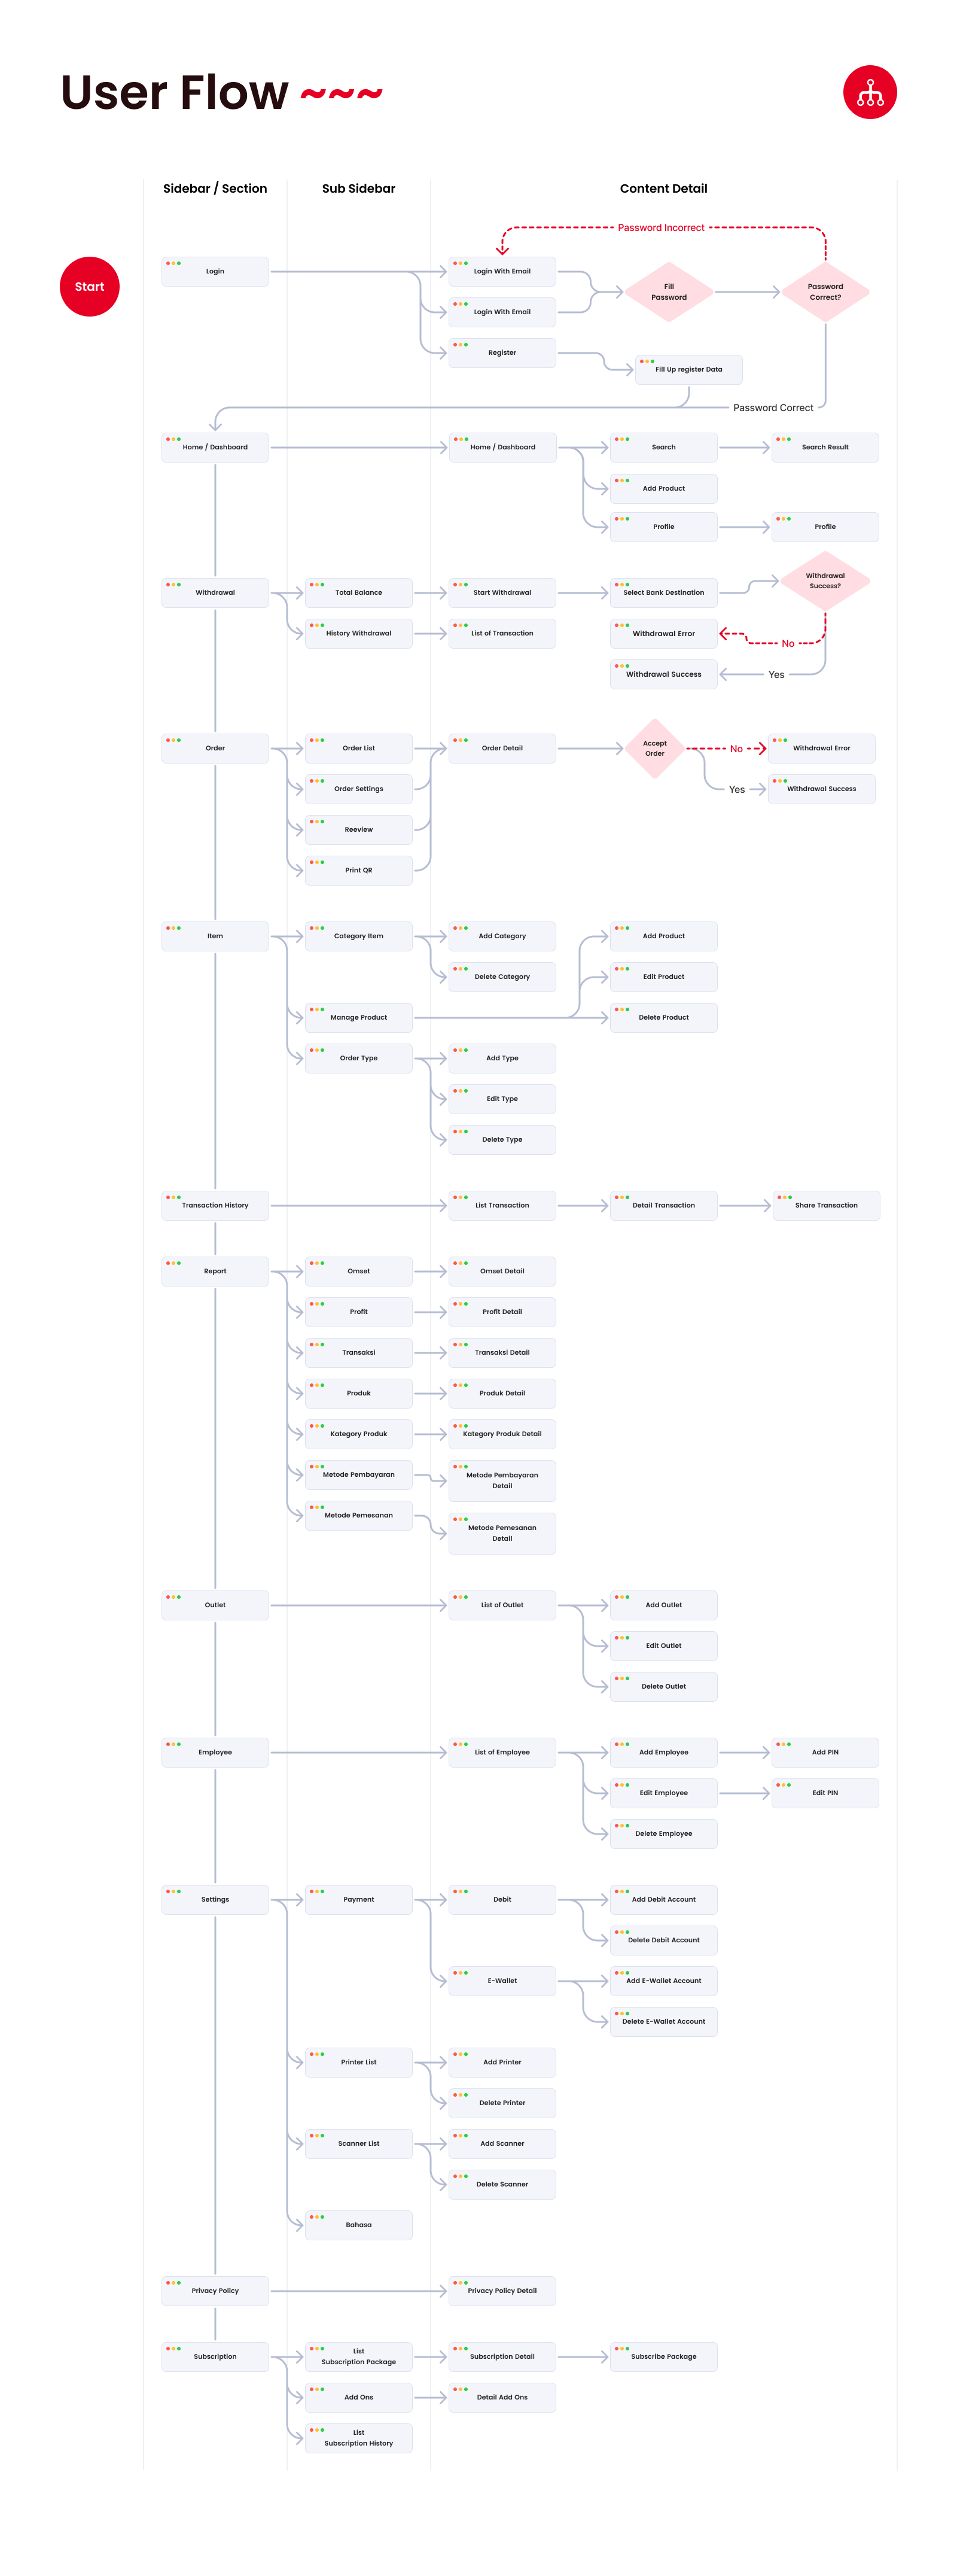 User Flow ~~~
Sidebar / Section
Sub Sidebar
Content Detail
Password Incorrect
Start
Login
Login With Email
Fill
Password
Password
Correct?
Login With Email
Register
Fill Up register Data
Password Correct
Home / Dashboard
Home / Dashboard
Search
Search Result
Add Product
Profile
Profile
Withdrawal
Success?
Withdrawal
Total Balance
Start Withdrawal
Select Bank Destination
History Withdrawal
List of Transaction
Withdrawal Error
No
Withdrawal Success
Yes
Order
Order List
Order Detail
Accept
Order
No
Withdrawal Error
Order Settings
Yes
Withdrawal Success
Reeview
Print QR
Item
Category Item
Add Category
Add Product
Delete Category
Edit Product
Manage Product
Delete Product
Order Type
Add Type
Edit Type
Delete Type
Transaction History
List Transaction
Detail Transaction
Share Transaction
Report
Omset
Omset Detail
Profit
Profit Detail
Transaksi
Transaksi Detail
Produk
Produk Detail
Kategory Produk
Kategory Produk Detail
Metode Pembayaran
Metode Pembayaran
Detail
Metode Pemesanan
Metode Pemesanan
Detail
Outlet
List of Outlet
Add Outlet
Edit Outlet
Delete Outlet
Employee
List of Employee
Add Employee
Add PIN
Edit Employee
Edit PIN
Delete Employee
Settings
Payment
Debit
Add Debit Account
Delete Debit Account
E-Wallet
Add E-Wallet Account
Delete E-Wallet Account
Printer List
Add Printer
Delete Printer
Scanner List
Add Scanner
Delete Scanner
Bahasa
Privacy Policy
Privacy Policy Detail
Subscription
List
Subscription Package
Subscription Detail
Subscribe Package
Add Ons
Detail Add Ons
List
Subscription History